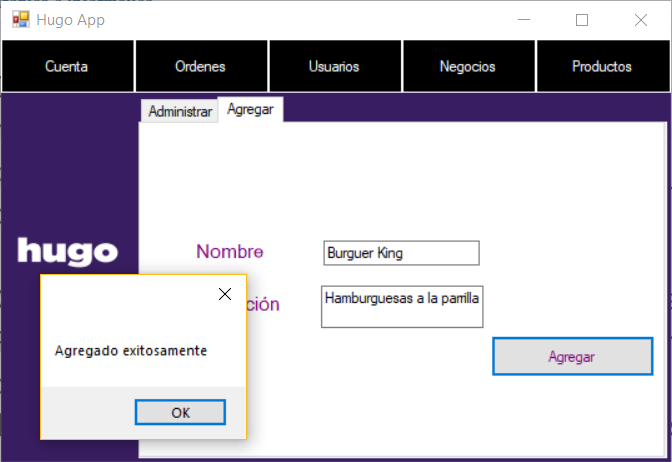 Hugo App
Cuenta Ordenes Usuarios Negocios Productos
Administrar Agregar
hugo
Nombre Burguer King
ción Hamburguesas a la parrilla
Agregar
Agregado exitosamente
OK